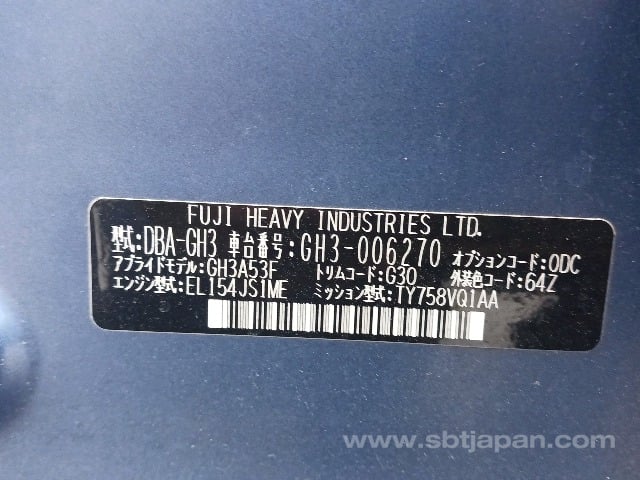 FUJI HEAVY INDUSTRIES LTD.
型式:DBA-GH3 車台番号:GH3-006270 オプションコード:0DC
アプライドモデル:GH3A53F トリムコード:G30 外装色コード:64Z
エンジン型式:EL154JS1ME ミッション型式:TY758VQ1AA
www.sbtjapan.com